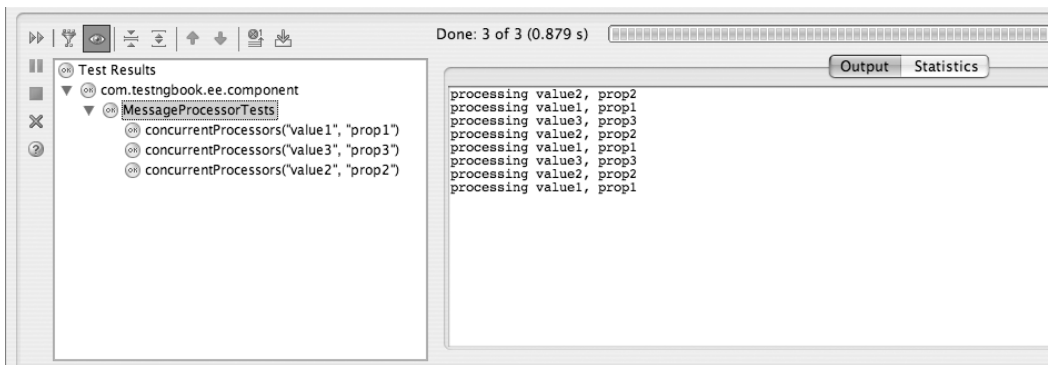 Done: 3 of 3 (0.879 s)
Output Statistics
Test Results
com.testngbook.ee.component
MessageProcessorTests
concurrentProcessors("value1", "prop1")
concurrentProcessors("value3", "prop3")
concurrentProcessors("value2", "prop2")
processing value2, prop2
processing value1, prop1
processing value3, prop3
processing value2, prop2
processing value1, prop1
processing value3, prop3
processing value2, prop2
processing value1, prop1